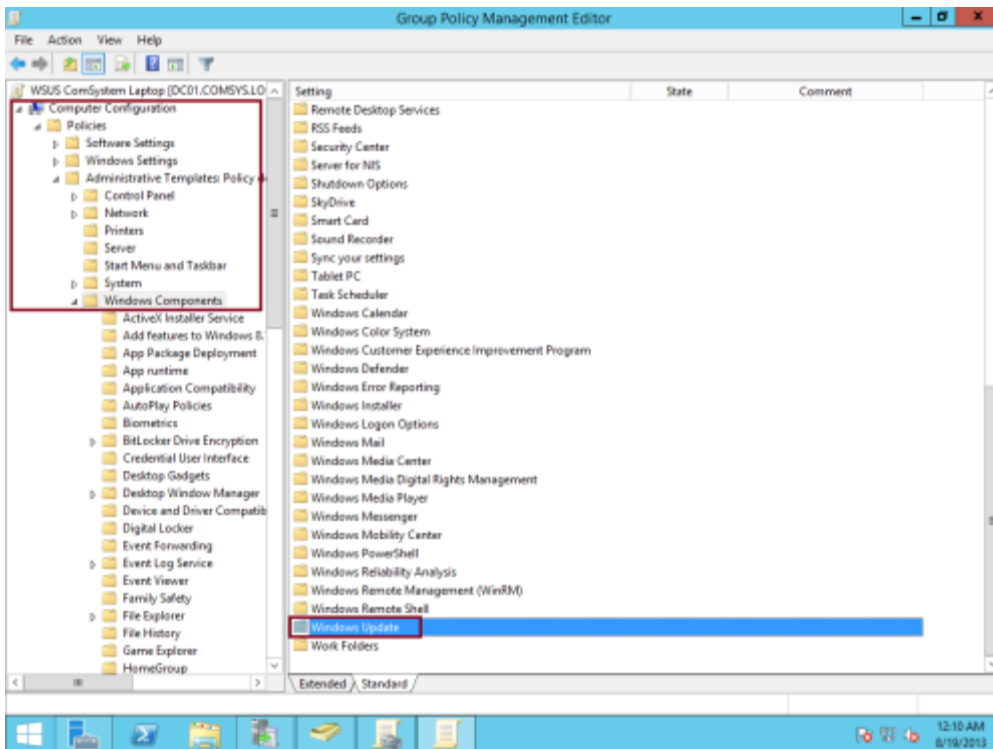 Group Policy Management Editor
File Action View Help
WSUS ComSystem Laptop [DC01.COMSYS.LO
Computer Configuration
Policies
Software Settings
Windows Settings
Administrative Templates: Policy d
Control Panel
Network
Printers
Server
Start Menu and Taskbar
System
Windows Components
ActiveX Installer Service
Add features to Windows 8.
App Package Deployment
App runtime
Application Compatibility
AutoPlay Policies
Biometrics
BitLocker Drive Encryption
Credential User Interface
Desktop Gadgets
Desktop Window Manager
Device and Driver Compatib
Digital Locker
Event Forwarding
Event Log Service
Event Viewer
Family Safety
File Explorer
File History
Game Explorer
HomeGroup
Setting State Comment
Remote Desktop Services
RSS Feeds
Security Center
Server for NIS
Shutdown Options
SkyDrive
Smart Card
Sound Recorder
Sync your settings
Tablet PC
Task Scheduler
Windows Calendar
Windows Color System
Windows Customer Experience Improvement Program
Windows Defender
Windows Error Reporting
Windows Installer
Windows Logon Options
Windows Mail
Windows Media Center
Windows Media Digital Rights Management
Windows Media Player
Windows Messenger
Windows Mobility Center
Windows PowerShell
Windows Reliability Analysis
Windows Remote Management (WinRM)
Windows Remote Shell
Windows Update
Work Folders
Extended Standard
12:10 AM
8/19/2013